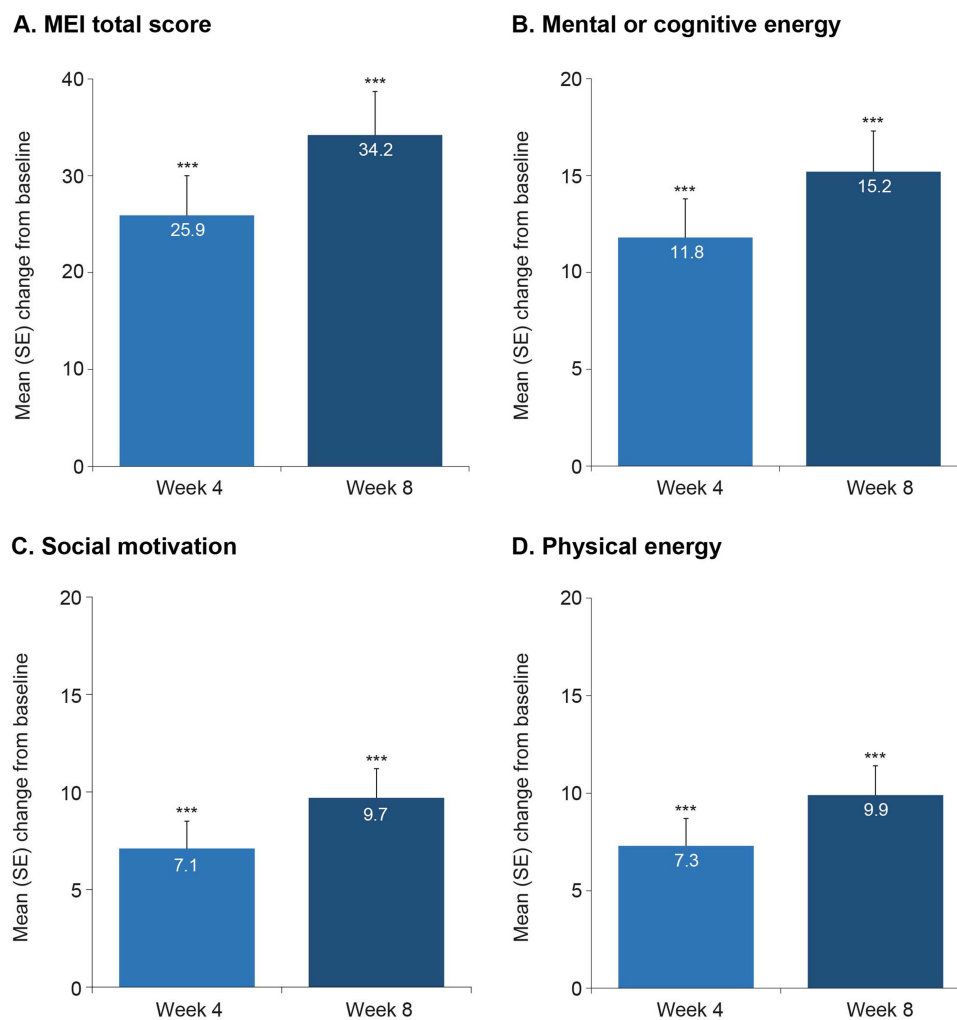 A. MEI total score
Mean (SE) change from baseline
40
30
20
10
0
***
25.9
***
34.2
Week 4
Week 8
B. Mental or cognitive energy
Mean (SE) change from baseline
20
15
10
5
0
***
11.8
***
15.2
Week 4
Week 8
C. Social motivation
Mean (SE) change from baseline
20
15
10
5
0
***
7.1
***
9.7
Week 4
Week 8
D. Physical energy
Mean (SE) change from baseline
20
15
10
5
0
***
7.3
***
9.9
Week 4
Week 8